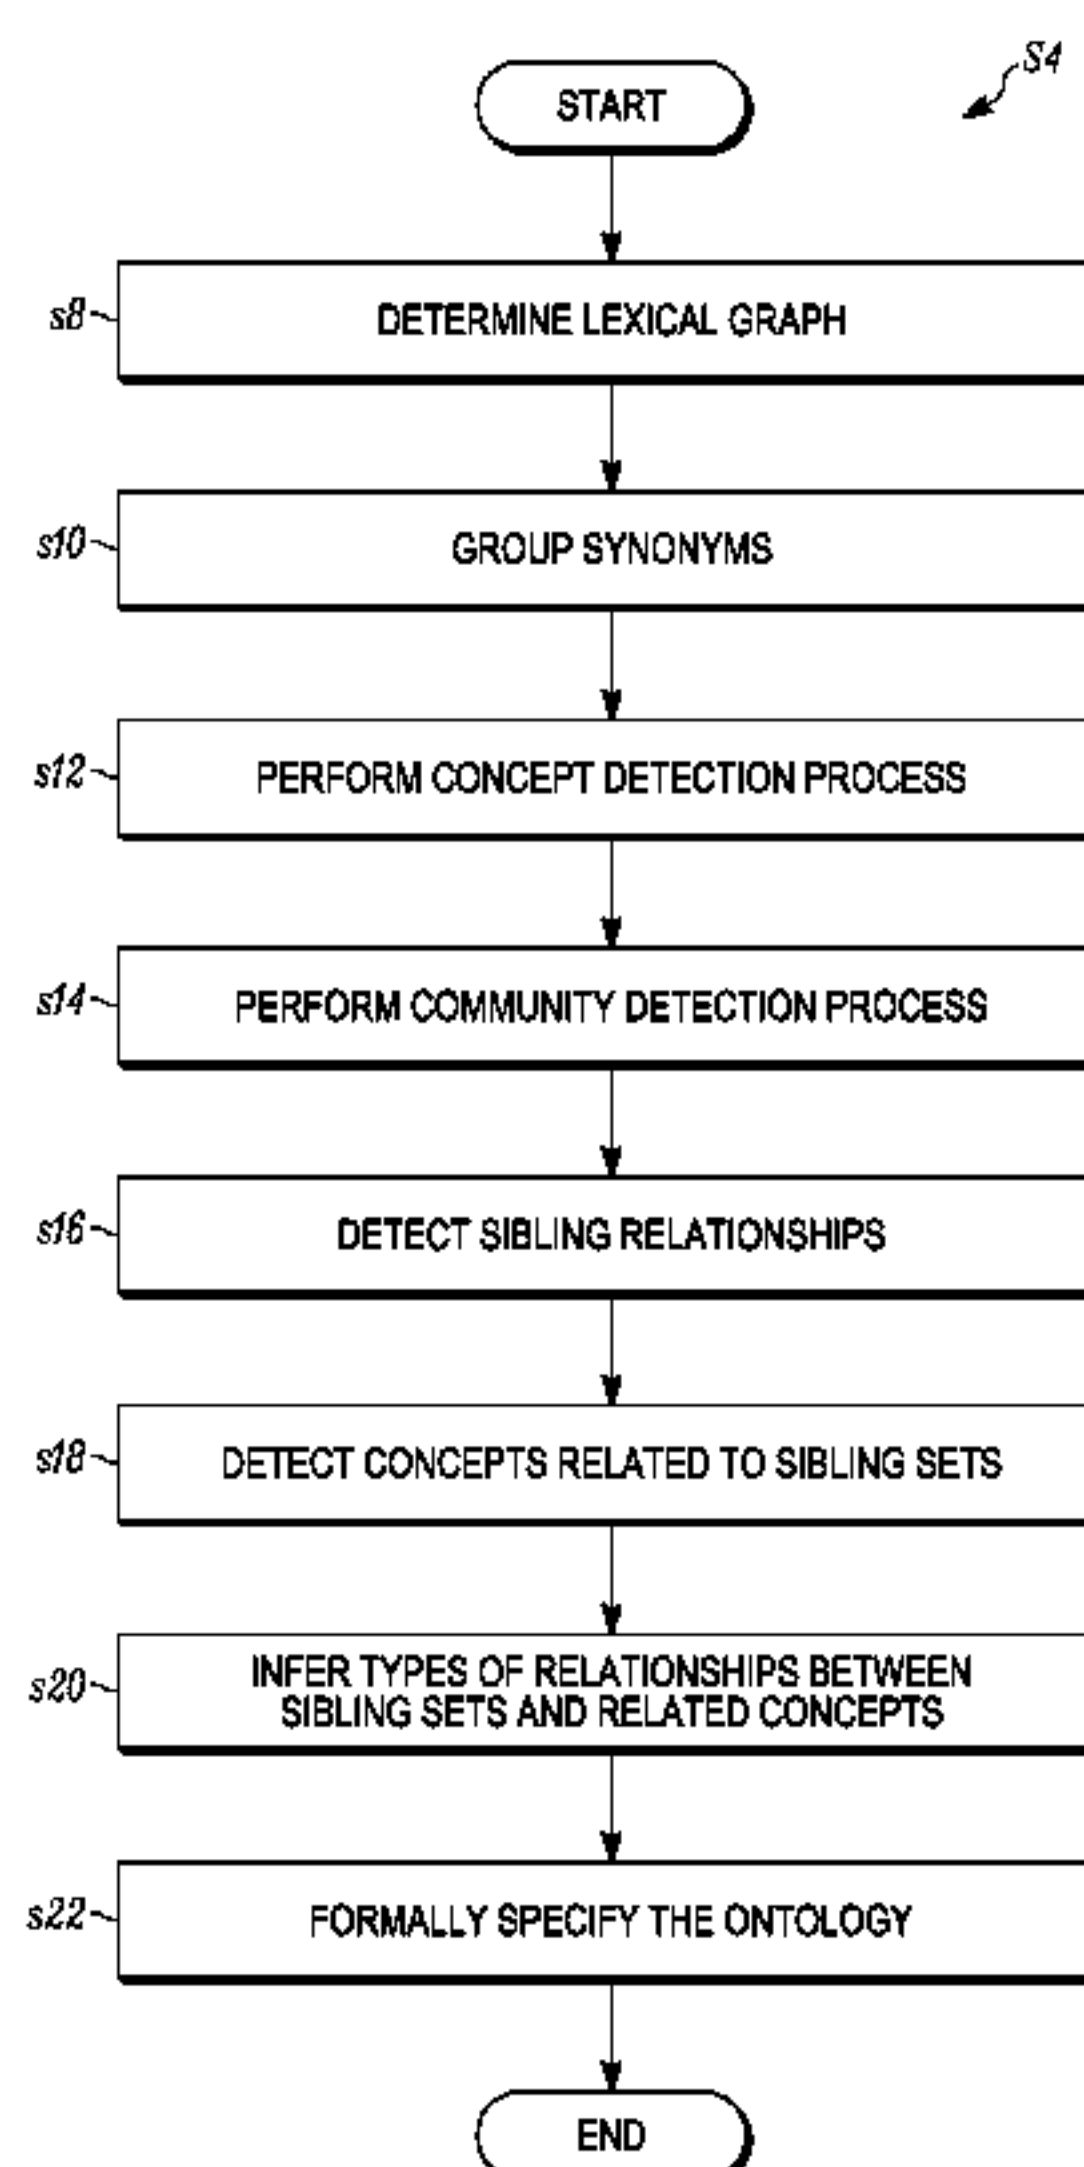 S4
START
s8
DETERMINE LEXICAL GRAPH
s10
GROUP SYNONYMS
s12
PERFORM CONCEPT DETECTION PROCESS
s14
PERFORM COMMUNITY DETECTION PROCESS
s16
DETECT SIBLING RELATIONSHIPS
s18
DETECT CONCEPTS RELATED TO SIBLING SETS
s20
INFER TYPES OF RELATIONSHIPS BETWEEN
SIBLING SETS AND RELATED CONCEPTS
s22
FORMALLY SPECIFY THE ONTOLOGY
END